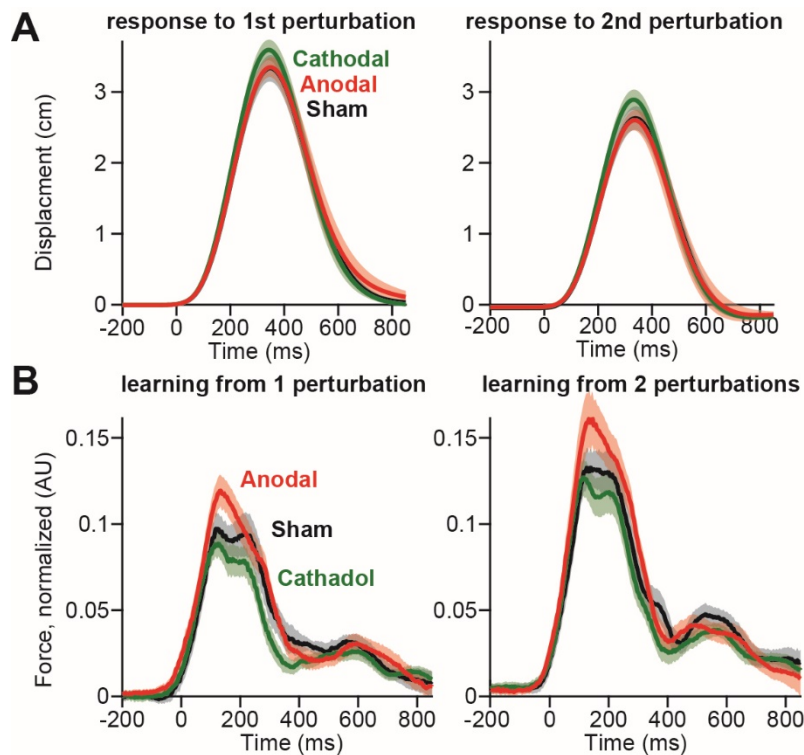 A
response to 1st perturbation
response to 2nd perturbation
Cathodal
Anodal
Sham
Displacment (cm)
3
2
1
0
-200 0 200 400 600 800
Time (ms)
3
2
1
0
-200 0 200 400 600 800
Time (ms)
B
learning from 1 perturbation
learning from 2 perturbations
Force, normalized (AU)
0.15
0.1
0.05
0
Anodal
Sham
Cathadol
-200 0 200 400 600 800
Time (ms)
0.15
0.1
0.05
0
-200 0 200 400 600 800
Time (ms)